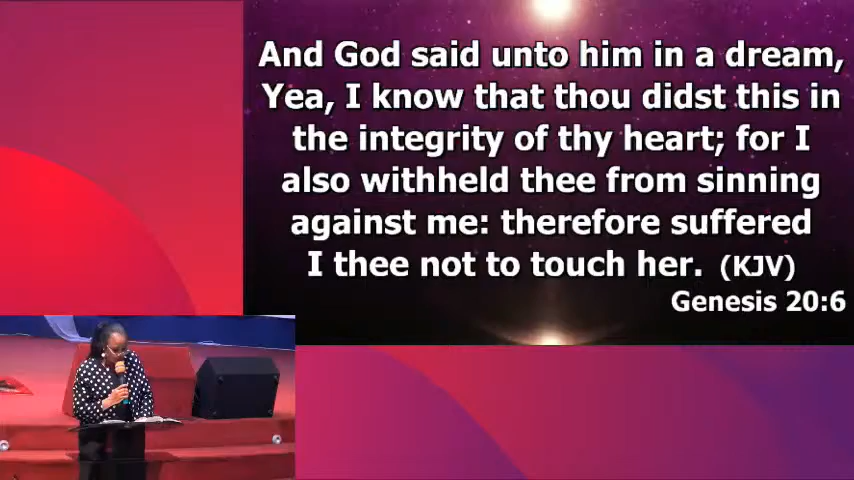 And God said unto him in a dream,
Yea, I know that thou didst this in
the integrity of thy heart; for I
also withheld thee from sinning
against me: therefore suffered
I thee not to touch her. (KJV)
Genesis 20:6